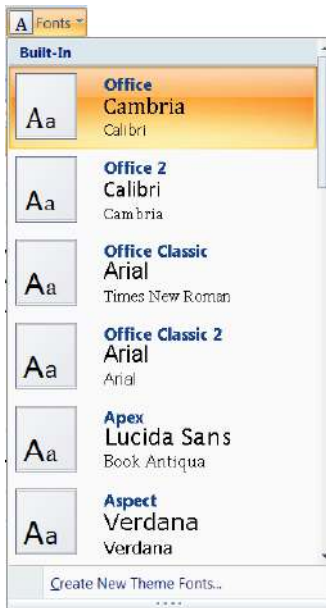 A Fonts
Built-In
Aa
Office
Cambria
Calibri
Aa
Office 2
Calibri
Cambria
Aa
Office Classic
Arial
Times New Roman
Aa
Office Classic 2
Arial
Arial
Aa
Apex
Lucida Sans
Book Antiqua
Aa
Aspect
Verdana
Verdana
Create New Theme Fonts...